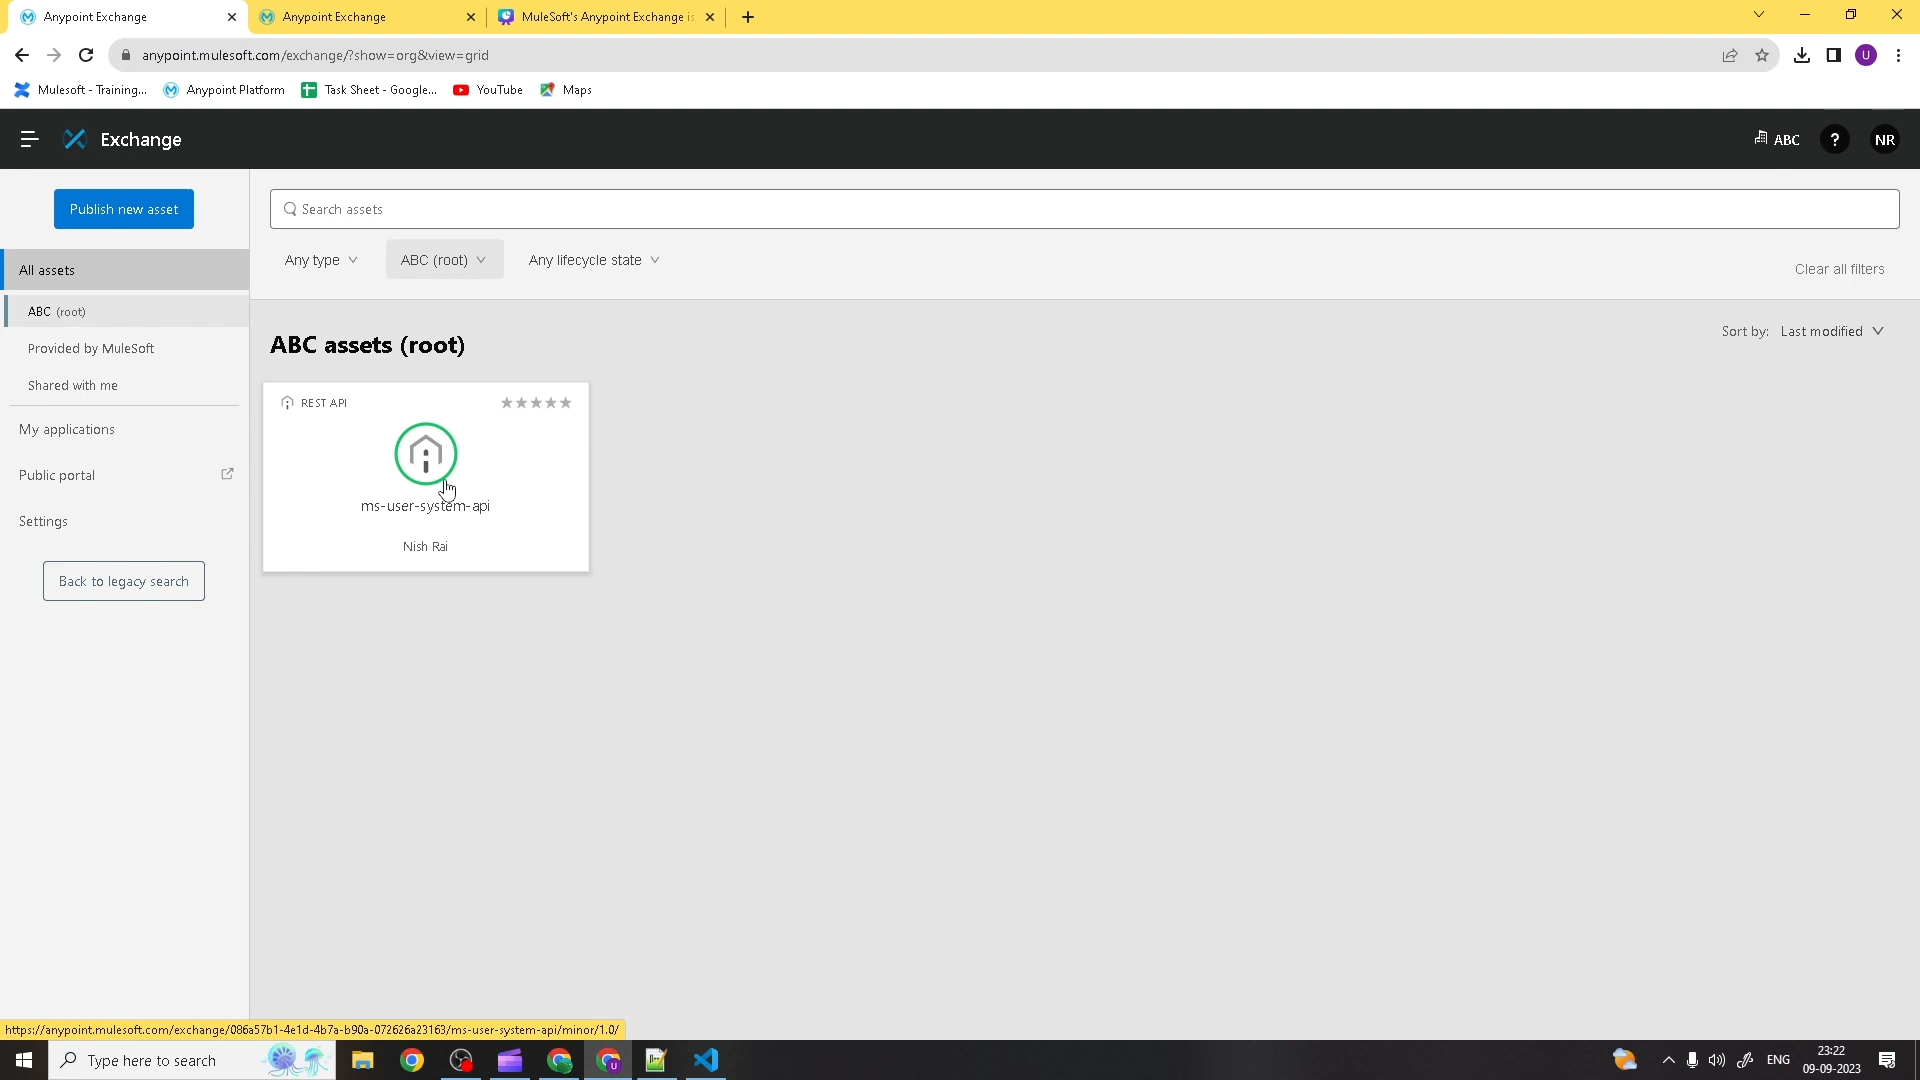 Anypoint Exchange
Anypoint Exchange
MuleSoft's Anypoint Exchange is
anypoint.mulesoft.com/exchange/?show=org&view=grid
U
Mulesoft - Training...
Anypoint Platform
Task Sheet - Google...
YouTube
Maps
Exchange
ABC
?
NR
Publish new asset
Search assets
Any type
ABC (root)
Any lifecycle state
Clear all filters
All assets
ABC (root)
Provided by MuleSoft
Shared with me
My applications
Public portal
Settings
Back to legacy search
ABC assets (root)
Sort by: Last modified
REST API
ms-user-system-api
Nish Rai
https://anypoint.mulesoft.com/exchange/086a57b1-4e1d-4b7a-b90a-072626a23163/ms-user-system-api/minor/1.0/
Type here to search
ENG
23:22
09-09-2023